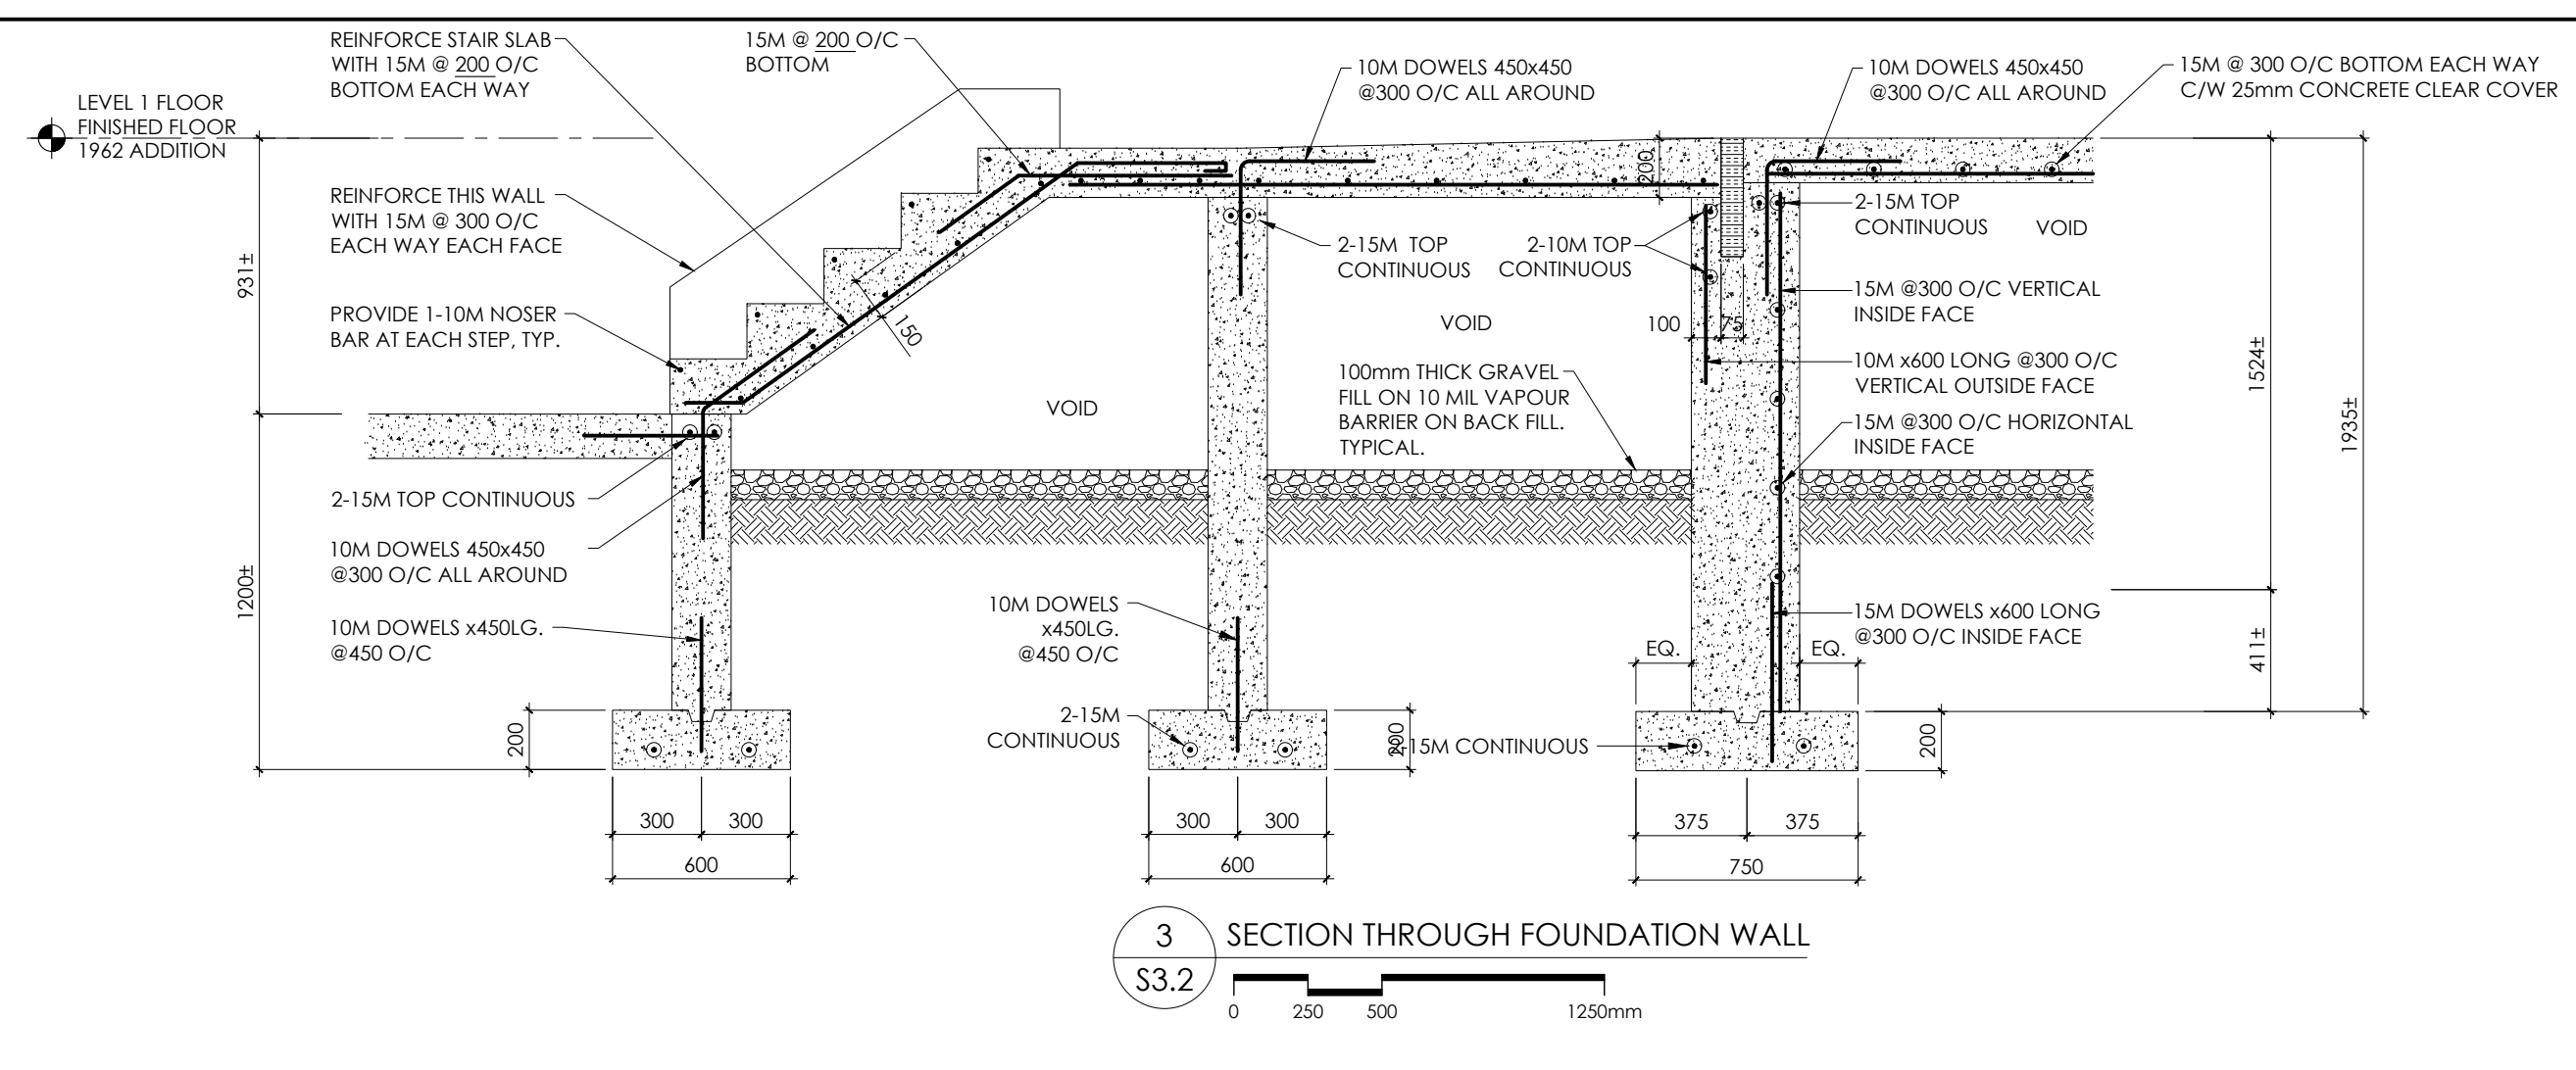 REINFORCE STAIR SLAB
WITH 15M @ 200 O/C
BOTTOM EACH WAY
15M @ 200 O/C
BOTTOM
10M DOWELS 450x450
@300 O/C ALL AROUND
10M DOWELS 450x450
@300 O/C ALL AROUND
15M @ 300 O/C BOTTOM EACH WAY
C/W 25mm CONCRETE CLEAR COVER
LEVEL 1 FLOOR
FINISHED FLOOR
1962 ADDITION
REINFORCE THIS WALL
WITH 15M @ 300 O/C
EACH WAY EACH FACE
PROVIDE 1-10M NOSER
BAR AT EACH STEP, TYP.
931±
150
200
2-15M TOP
CONTINUOUS
2-10M TOP
CONTINUOUS
2-15M TOP
CONTINUOUS
VOID
VOID
VOID
100
75
15M @300 O/C VERTICAL
INSIDE FACE
10M x600 LONG @300 O/C
VERTICAL OUTSIDE FACE
15M @300 O/C HORIZONTAL
INSIDE FACE
100mm THICK GRAVEL
FILL ON 10 MIL VAPOUR
BARRIER ON BACK FILL.
TYPICAL.
1524±
1935±
2-15M TOP CONTINUOUS
10M DOWELS 450x450
@300 O/C ALL AROUND
10M DOWELS x450LG.
@450 O/C
1200±
10M DOWELS
x450LG.
@450 O/C
EQ.
EQ.
15M DOWELS x600 LONG
@300 O/C INSIDE FACE
411±
200
2-15M
CONTINUOUS
200
2-15M CONTINUOUS
200
300
300
600
300
300
600
375
375
750
3
S3.2
SECTION THROUGH FOUNDATION WALL
0
250
500
1250mm